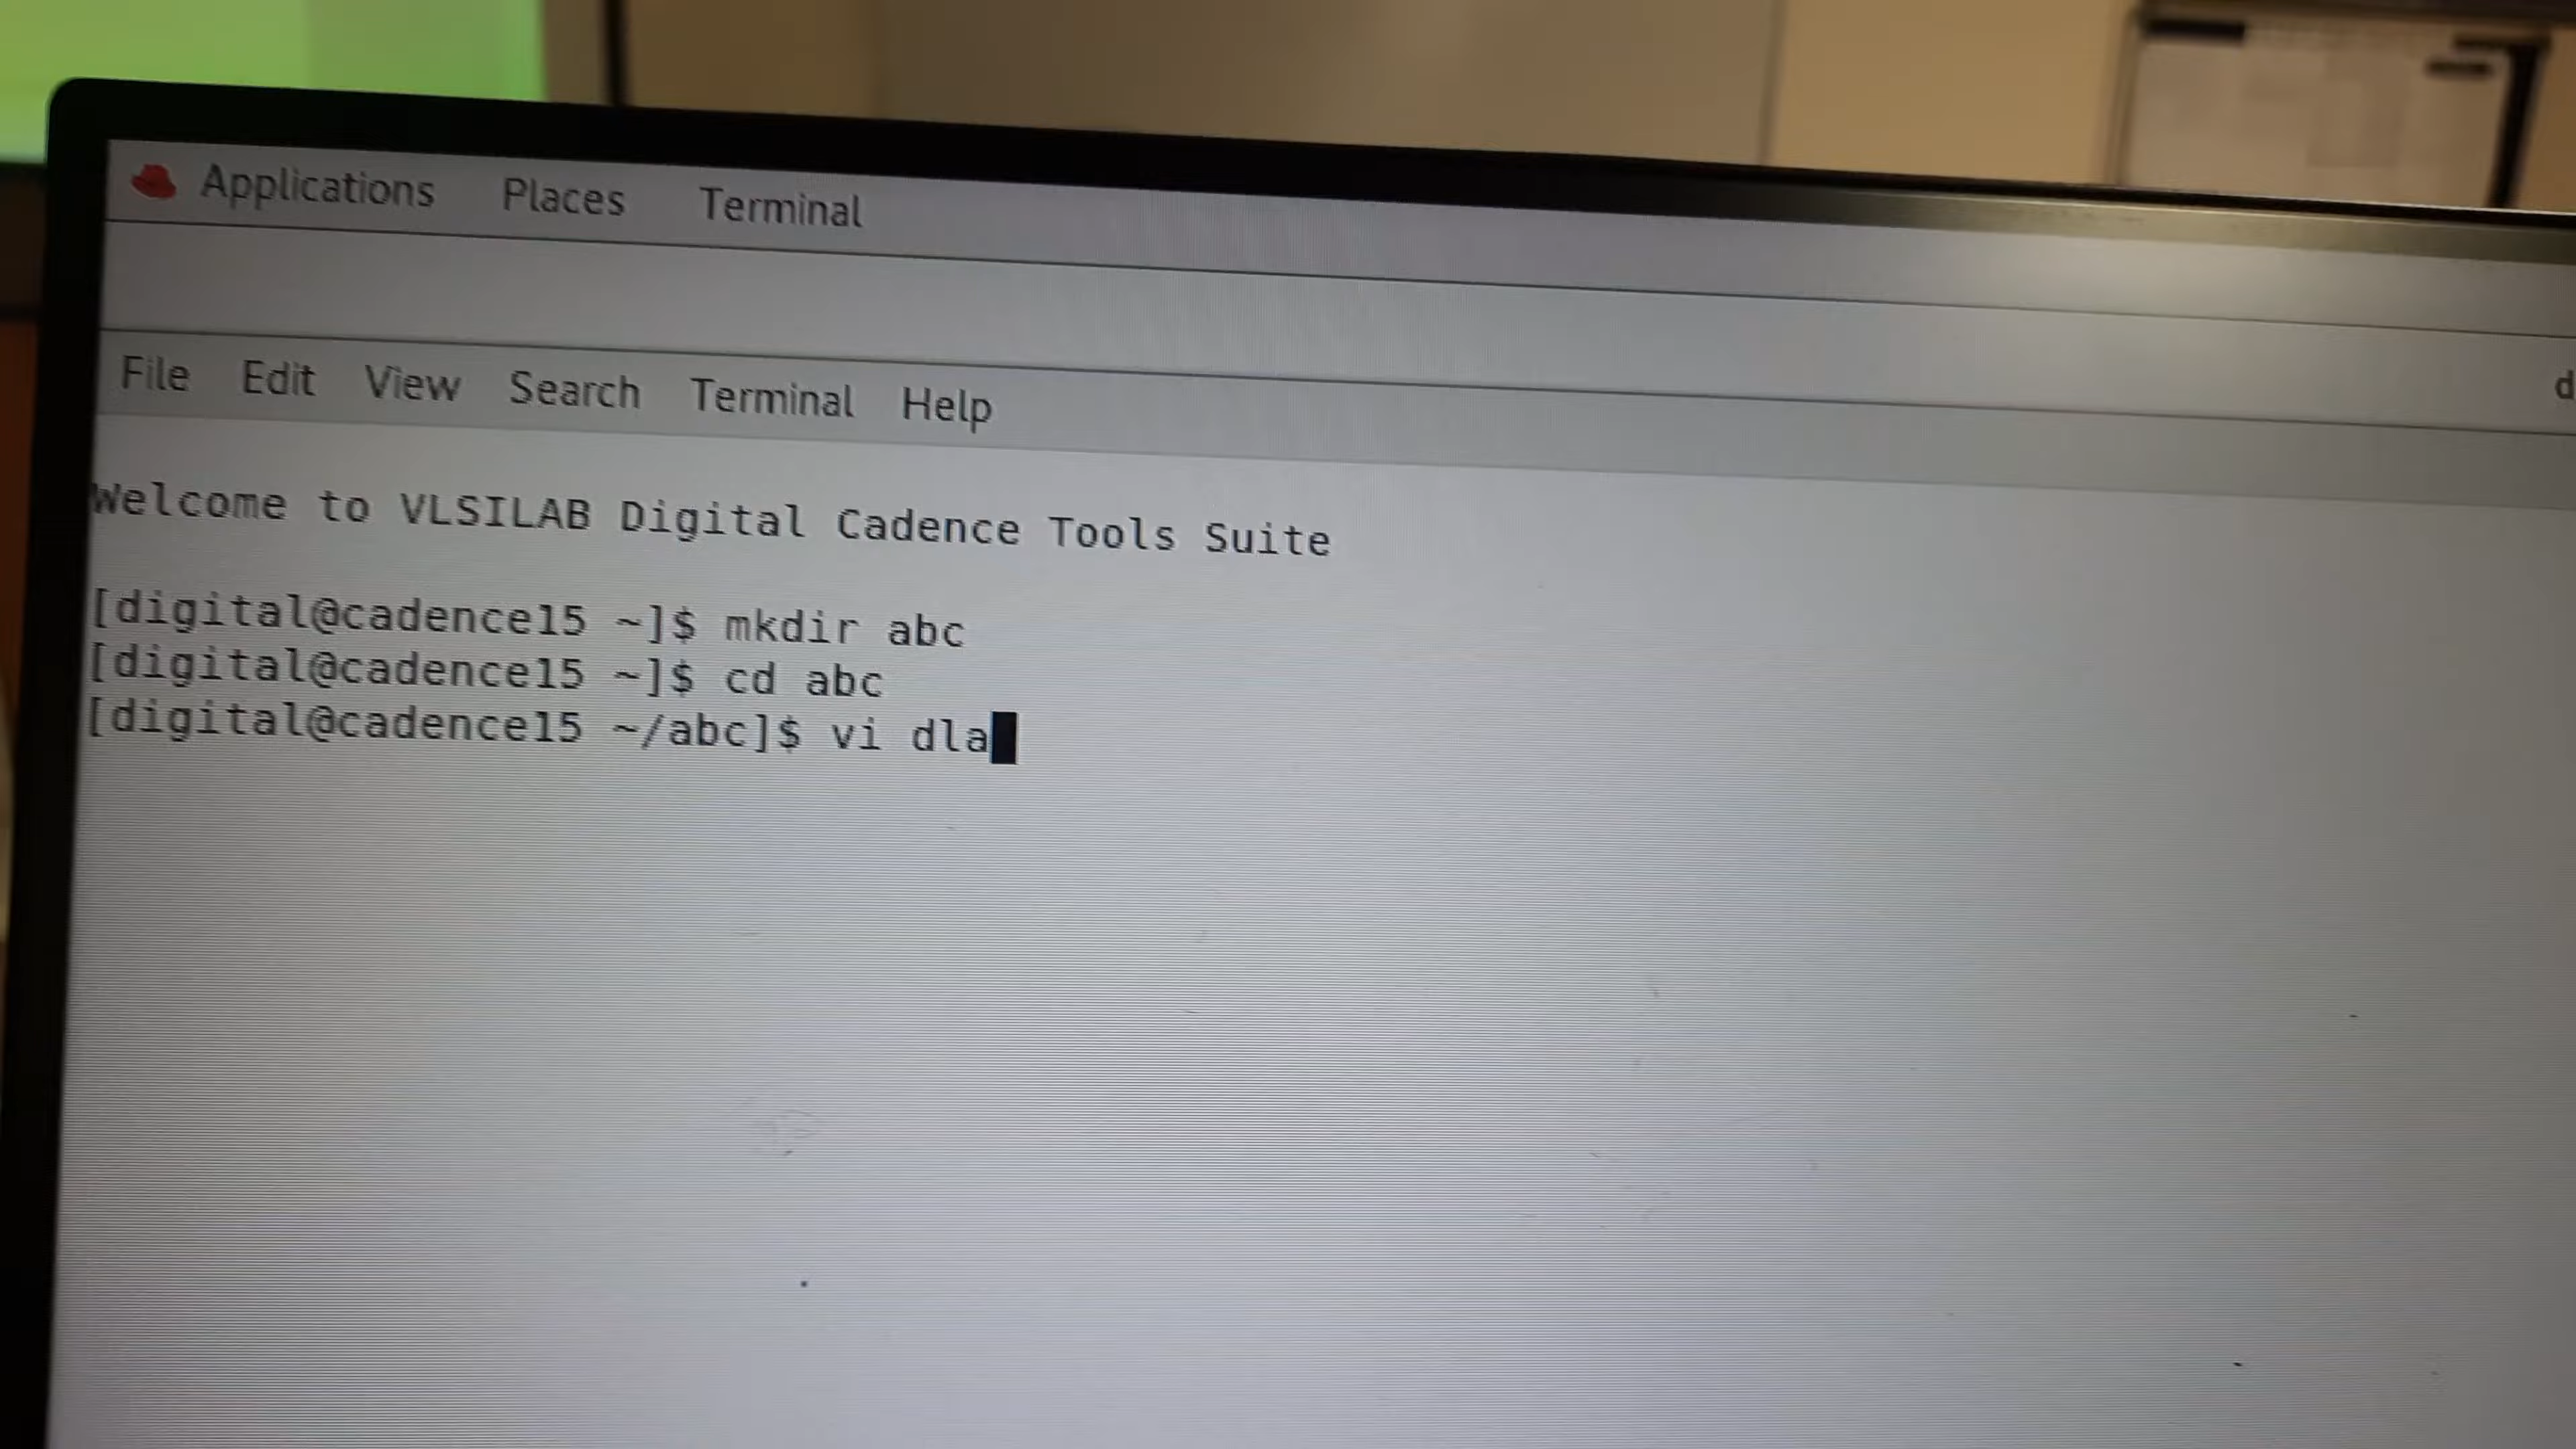 Applications Places Terminal
d
File Edit View Search Terminal Help
Welcome to VLSILAB Digital Cadence Tools Suite
[digital@cadence15 ~]$ mkdir abc
[digital@cadence15 ~]$ cd abc
[digital@cadence15 ~/abc]$ vi dla